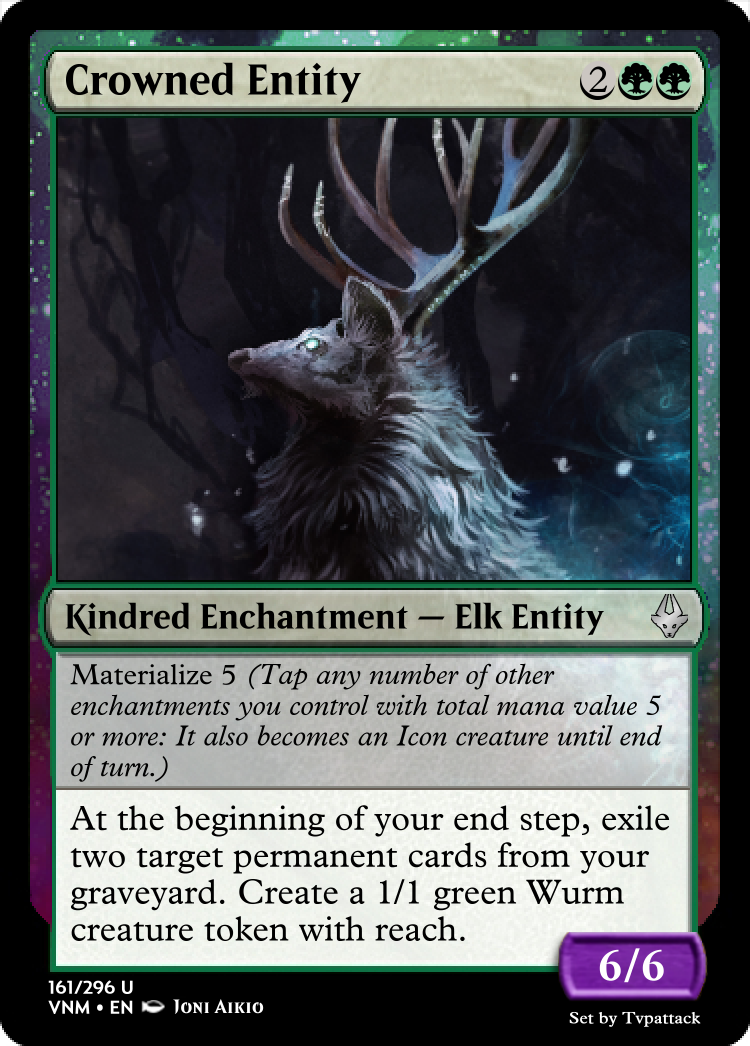 Crowned Entity 2
Kindred Enchantment — Elk Entity
Materialize 5 (Tap any number of other
enchantments you control with total mana value 5
or more: It also becomes an Icon creature until end
of turn.)
At the beginning of your end step, exile
two target permanent cards from your
graveyard. Create a 1/1 green Wurm
creature token with reach.
6/6
161/296 U
VNM • EN Joni Aikio
Set by Tvpattack